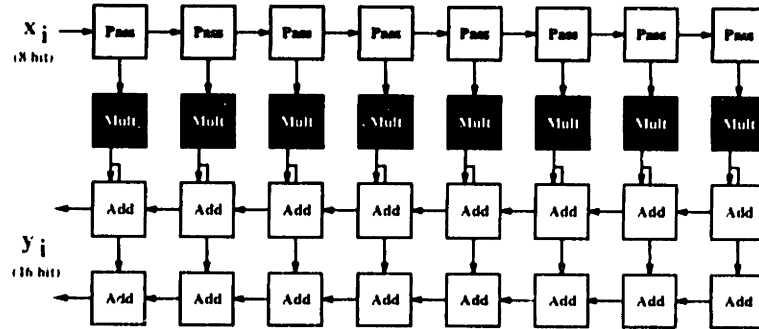 x i Pass Pass Pass Pass Pass Pass Pass Pass
(8 bit)
Mult Mult Mult Mult Mult Mult Mult Mult
Add Add Add Add Add Add Add Add
y i
(16 bit)
Add Add Add Add Add Add Add Add